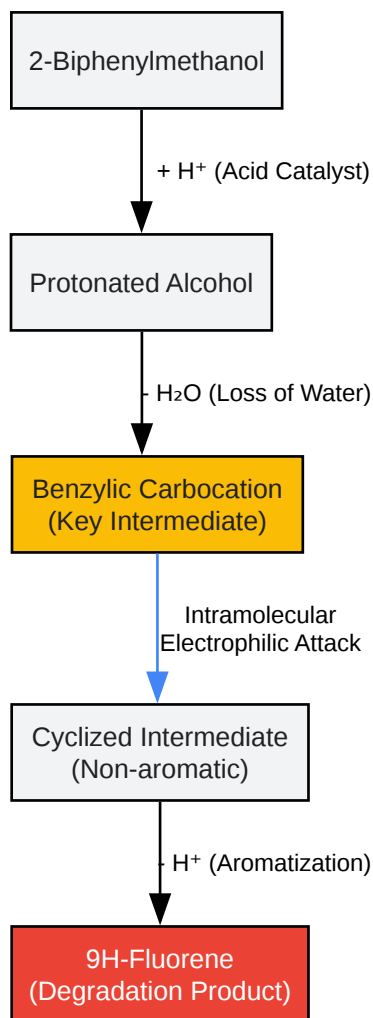 2-Biphenylmethanol
+ H⁺ (Acid Catalyst)
Protonated Alcohol
- H₂O (Loss of Water)
Benzylic Carbocation
(Key Intermediate)
Intramolecular
Electrophilic Attack
Cyclized Intermediate
(Non-aromatic)
- H⁺ (Aromatization)
9H-Fluorene
(Degradation Product)